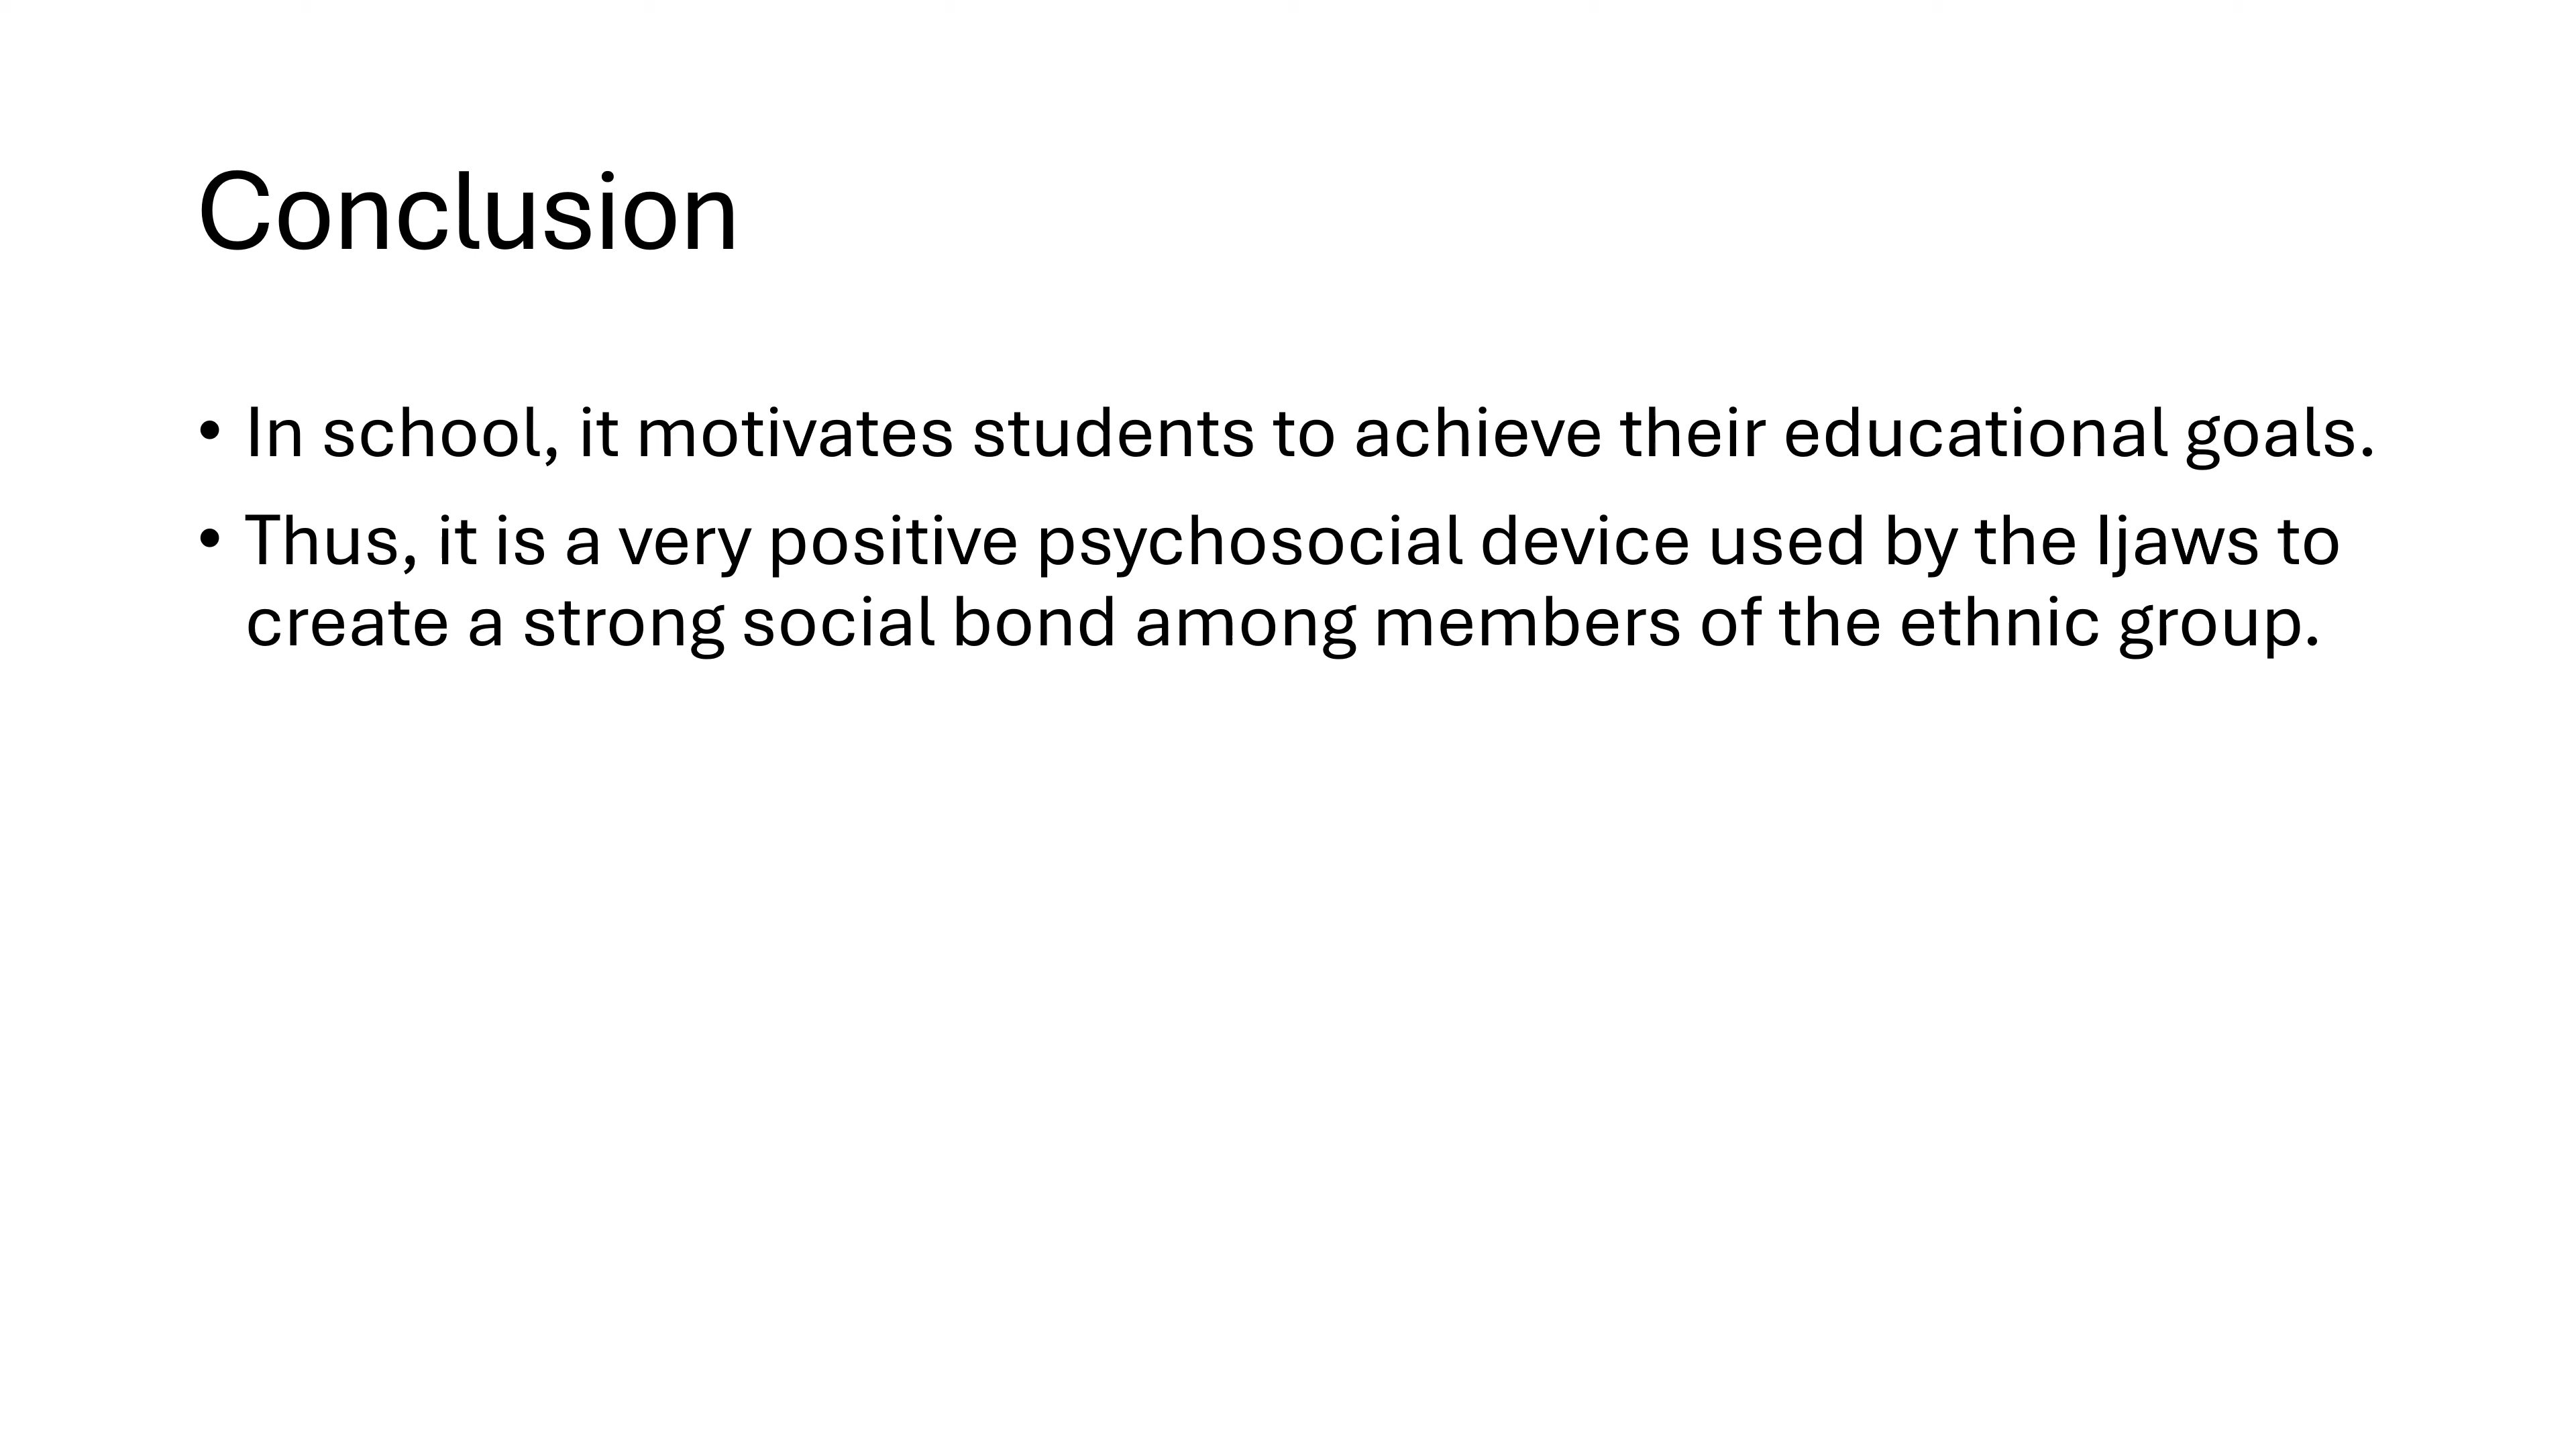 Conclusion
• In school, it motivates students to achieve their educational goals.
• Thus, it is a very positive psychosocial device used by the Ijaws to
create a strong social bond among members of the ethnic group.